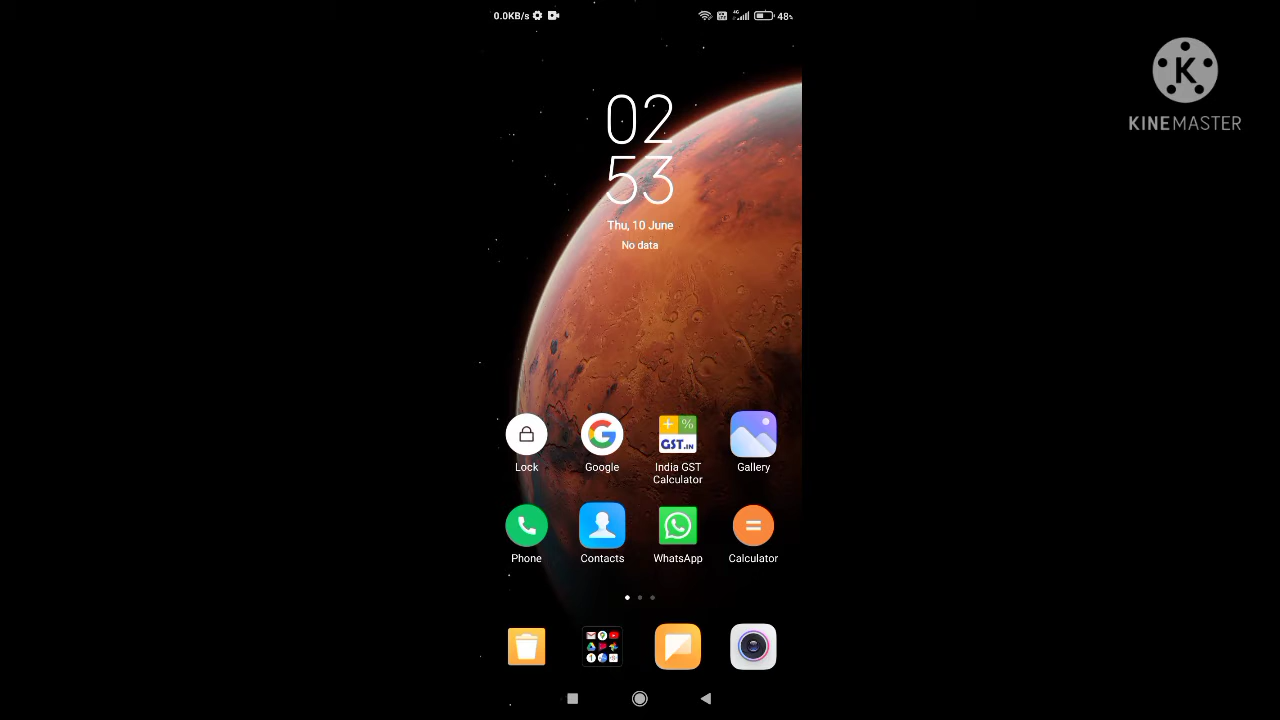 0.0KB/s 4G 48%
K
KINEMASTER
02
53
Thu, 10 June
No data
+ %
GST.IN
Lock Google India GST Calculator Gallery
Phone Contacts WhatsApp Calculator